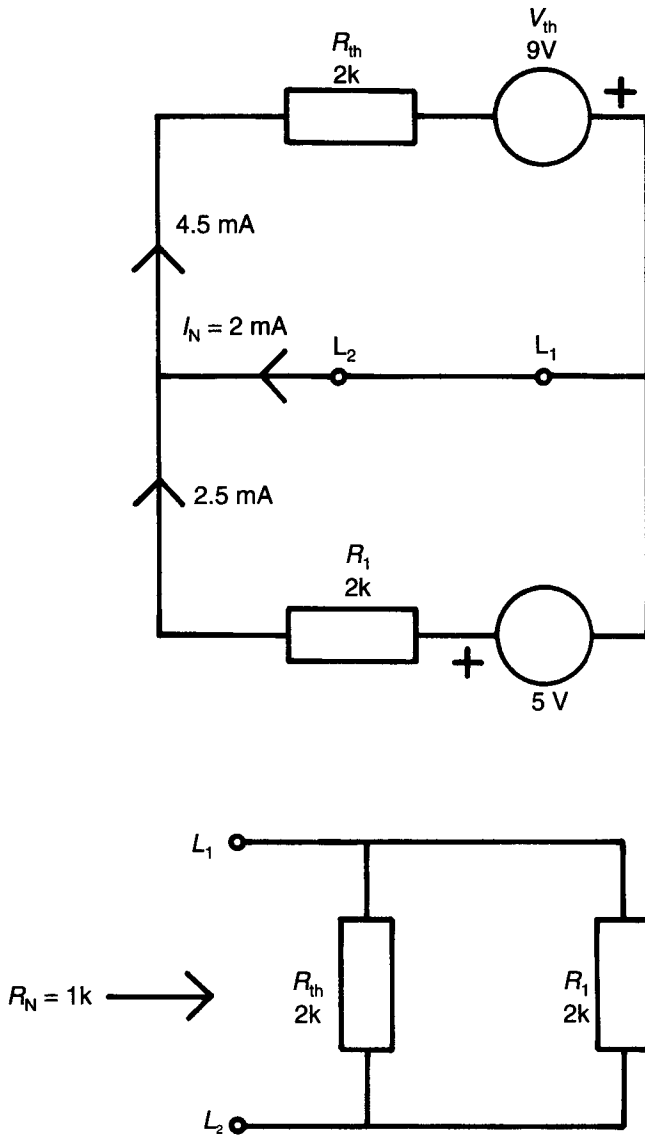 V_th
9V
R_th
2k
+
4.5 mA
I_N = 2 mA
L_2
L_1
2.5 mA
R_1
2k
+
5 V
L_1
R_N = 1k
R_th
2k
R_1
2k
L_2